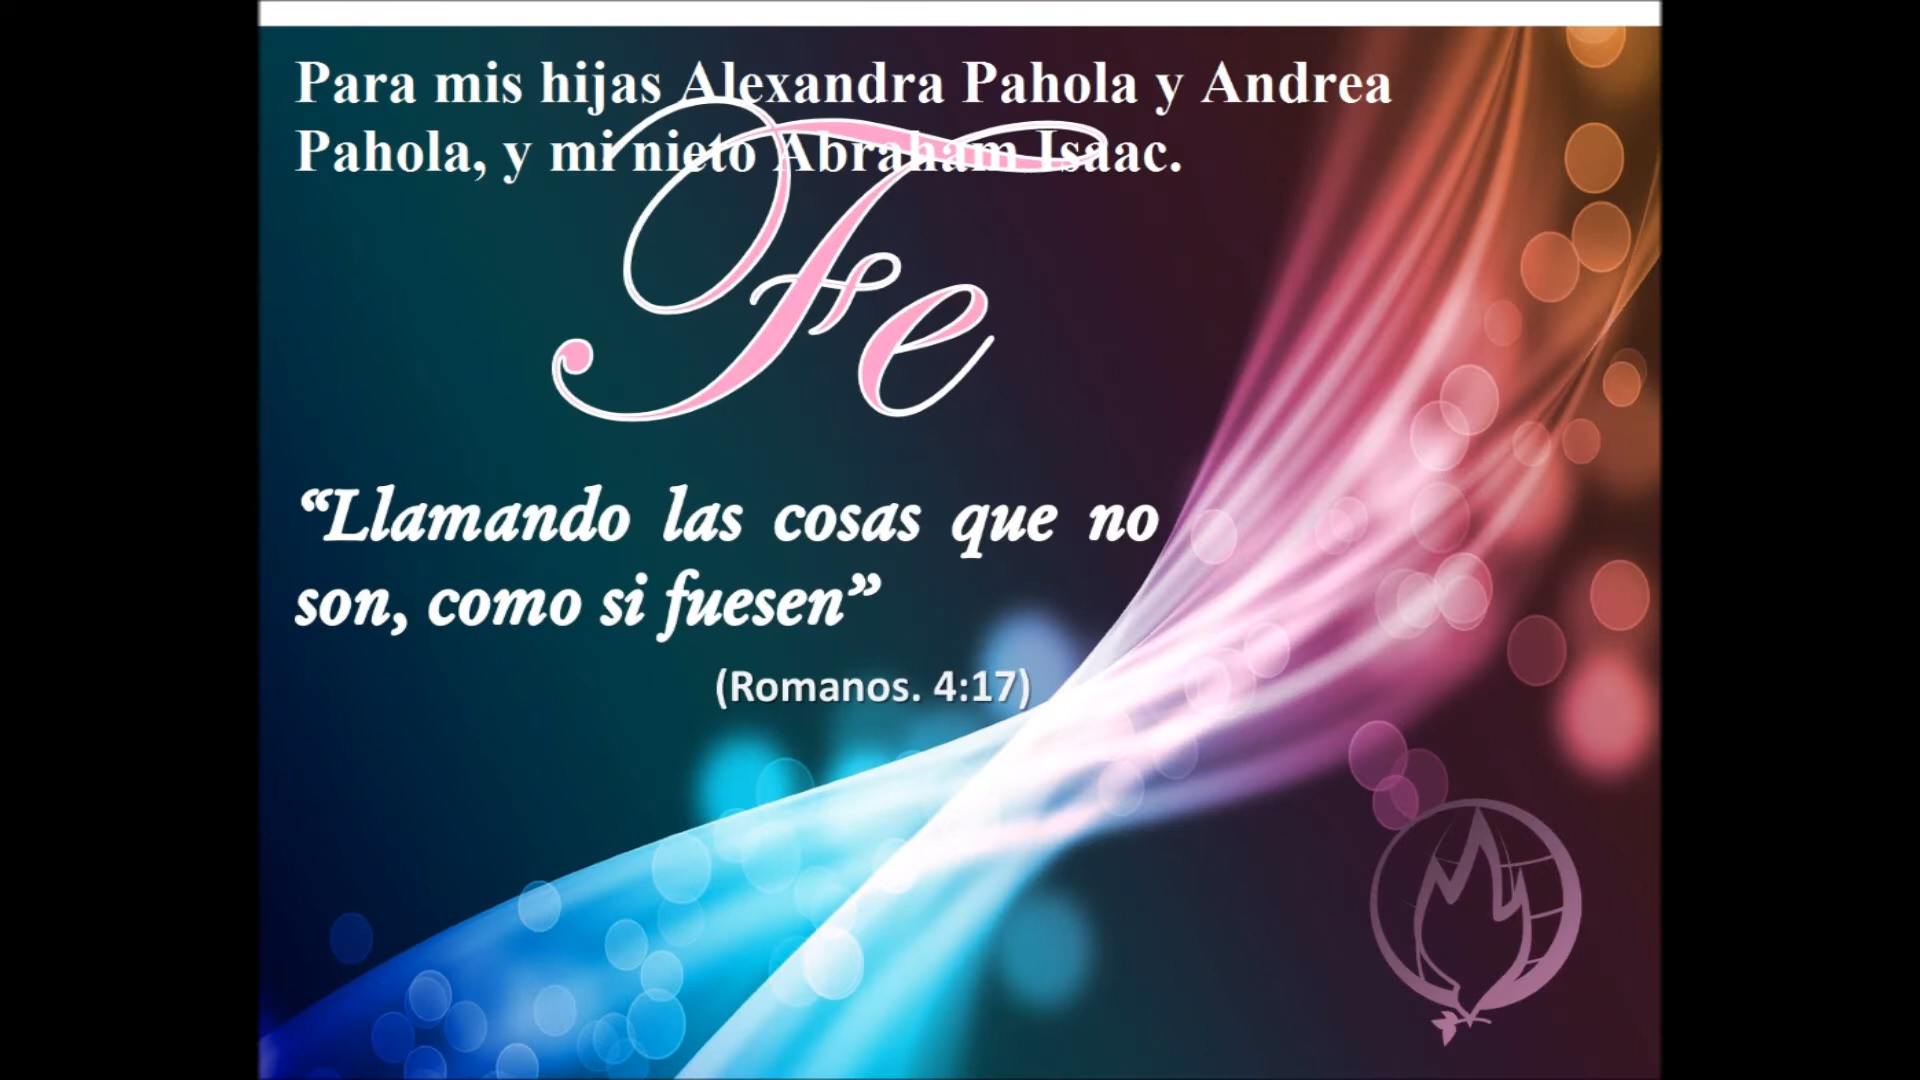 Para mis hijas Alexandra Pahola y Andrea
Pahola, y mi nieto Abraham Isaac.
Fe
“Llamando las cosas que no
son, como si fuesen”
(Romanos. 4:17)